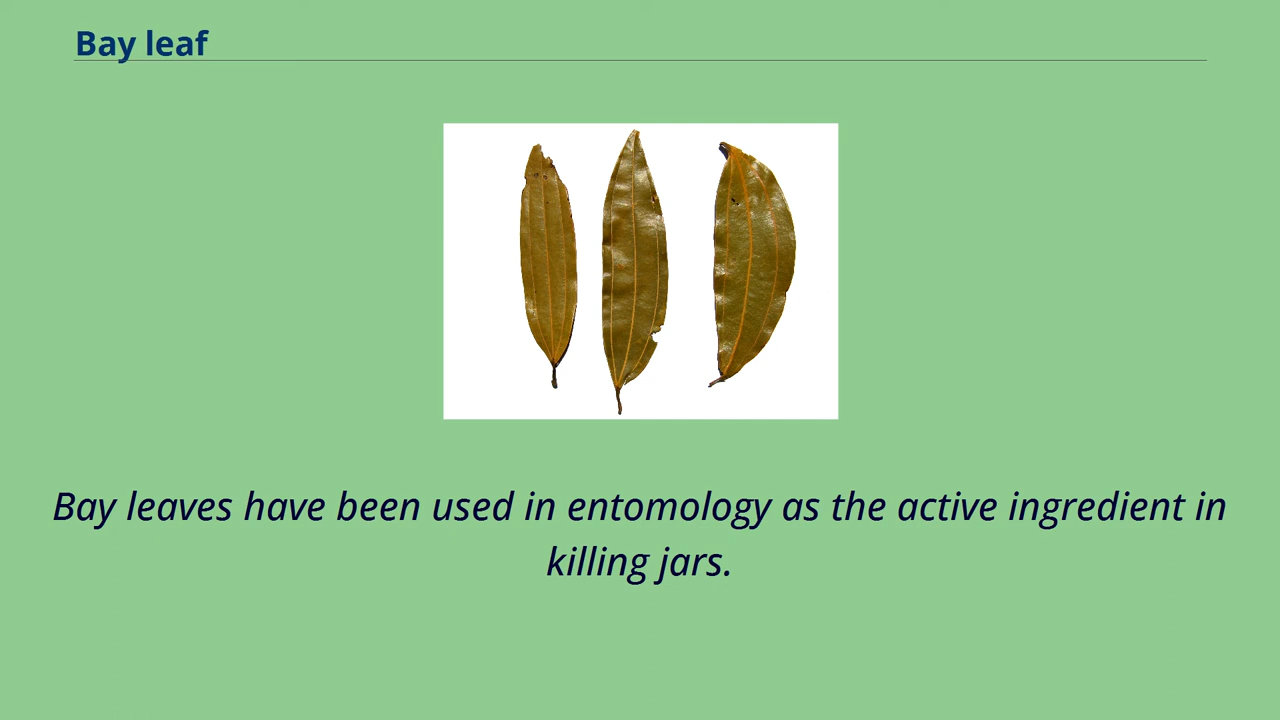 Bay leaf
Bay leaves have been used in entomology as the active ingredient in
killing jars.